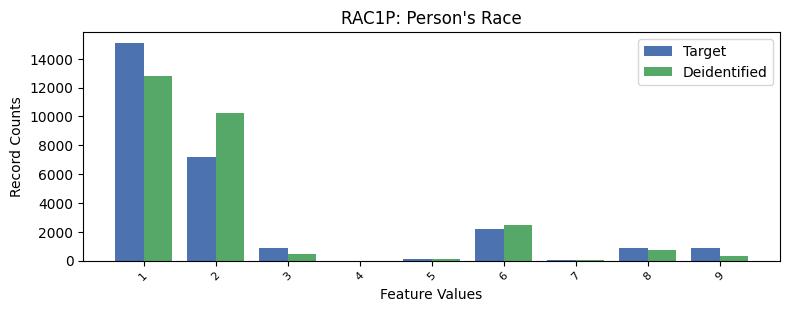 RAC1P: Person's Race
Target
Deidentified
Record Counts
14000
12000
10000
8000
6000
4000
2000
0
1 2 3 4 5 6 7 8 9
Feature Values